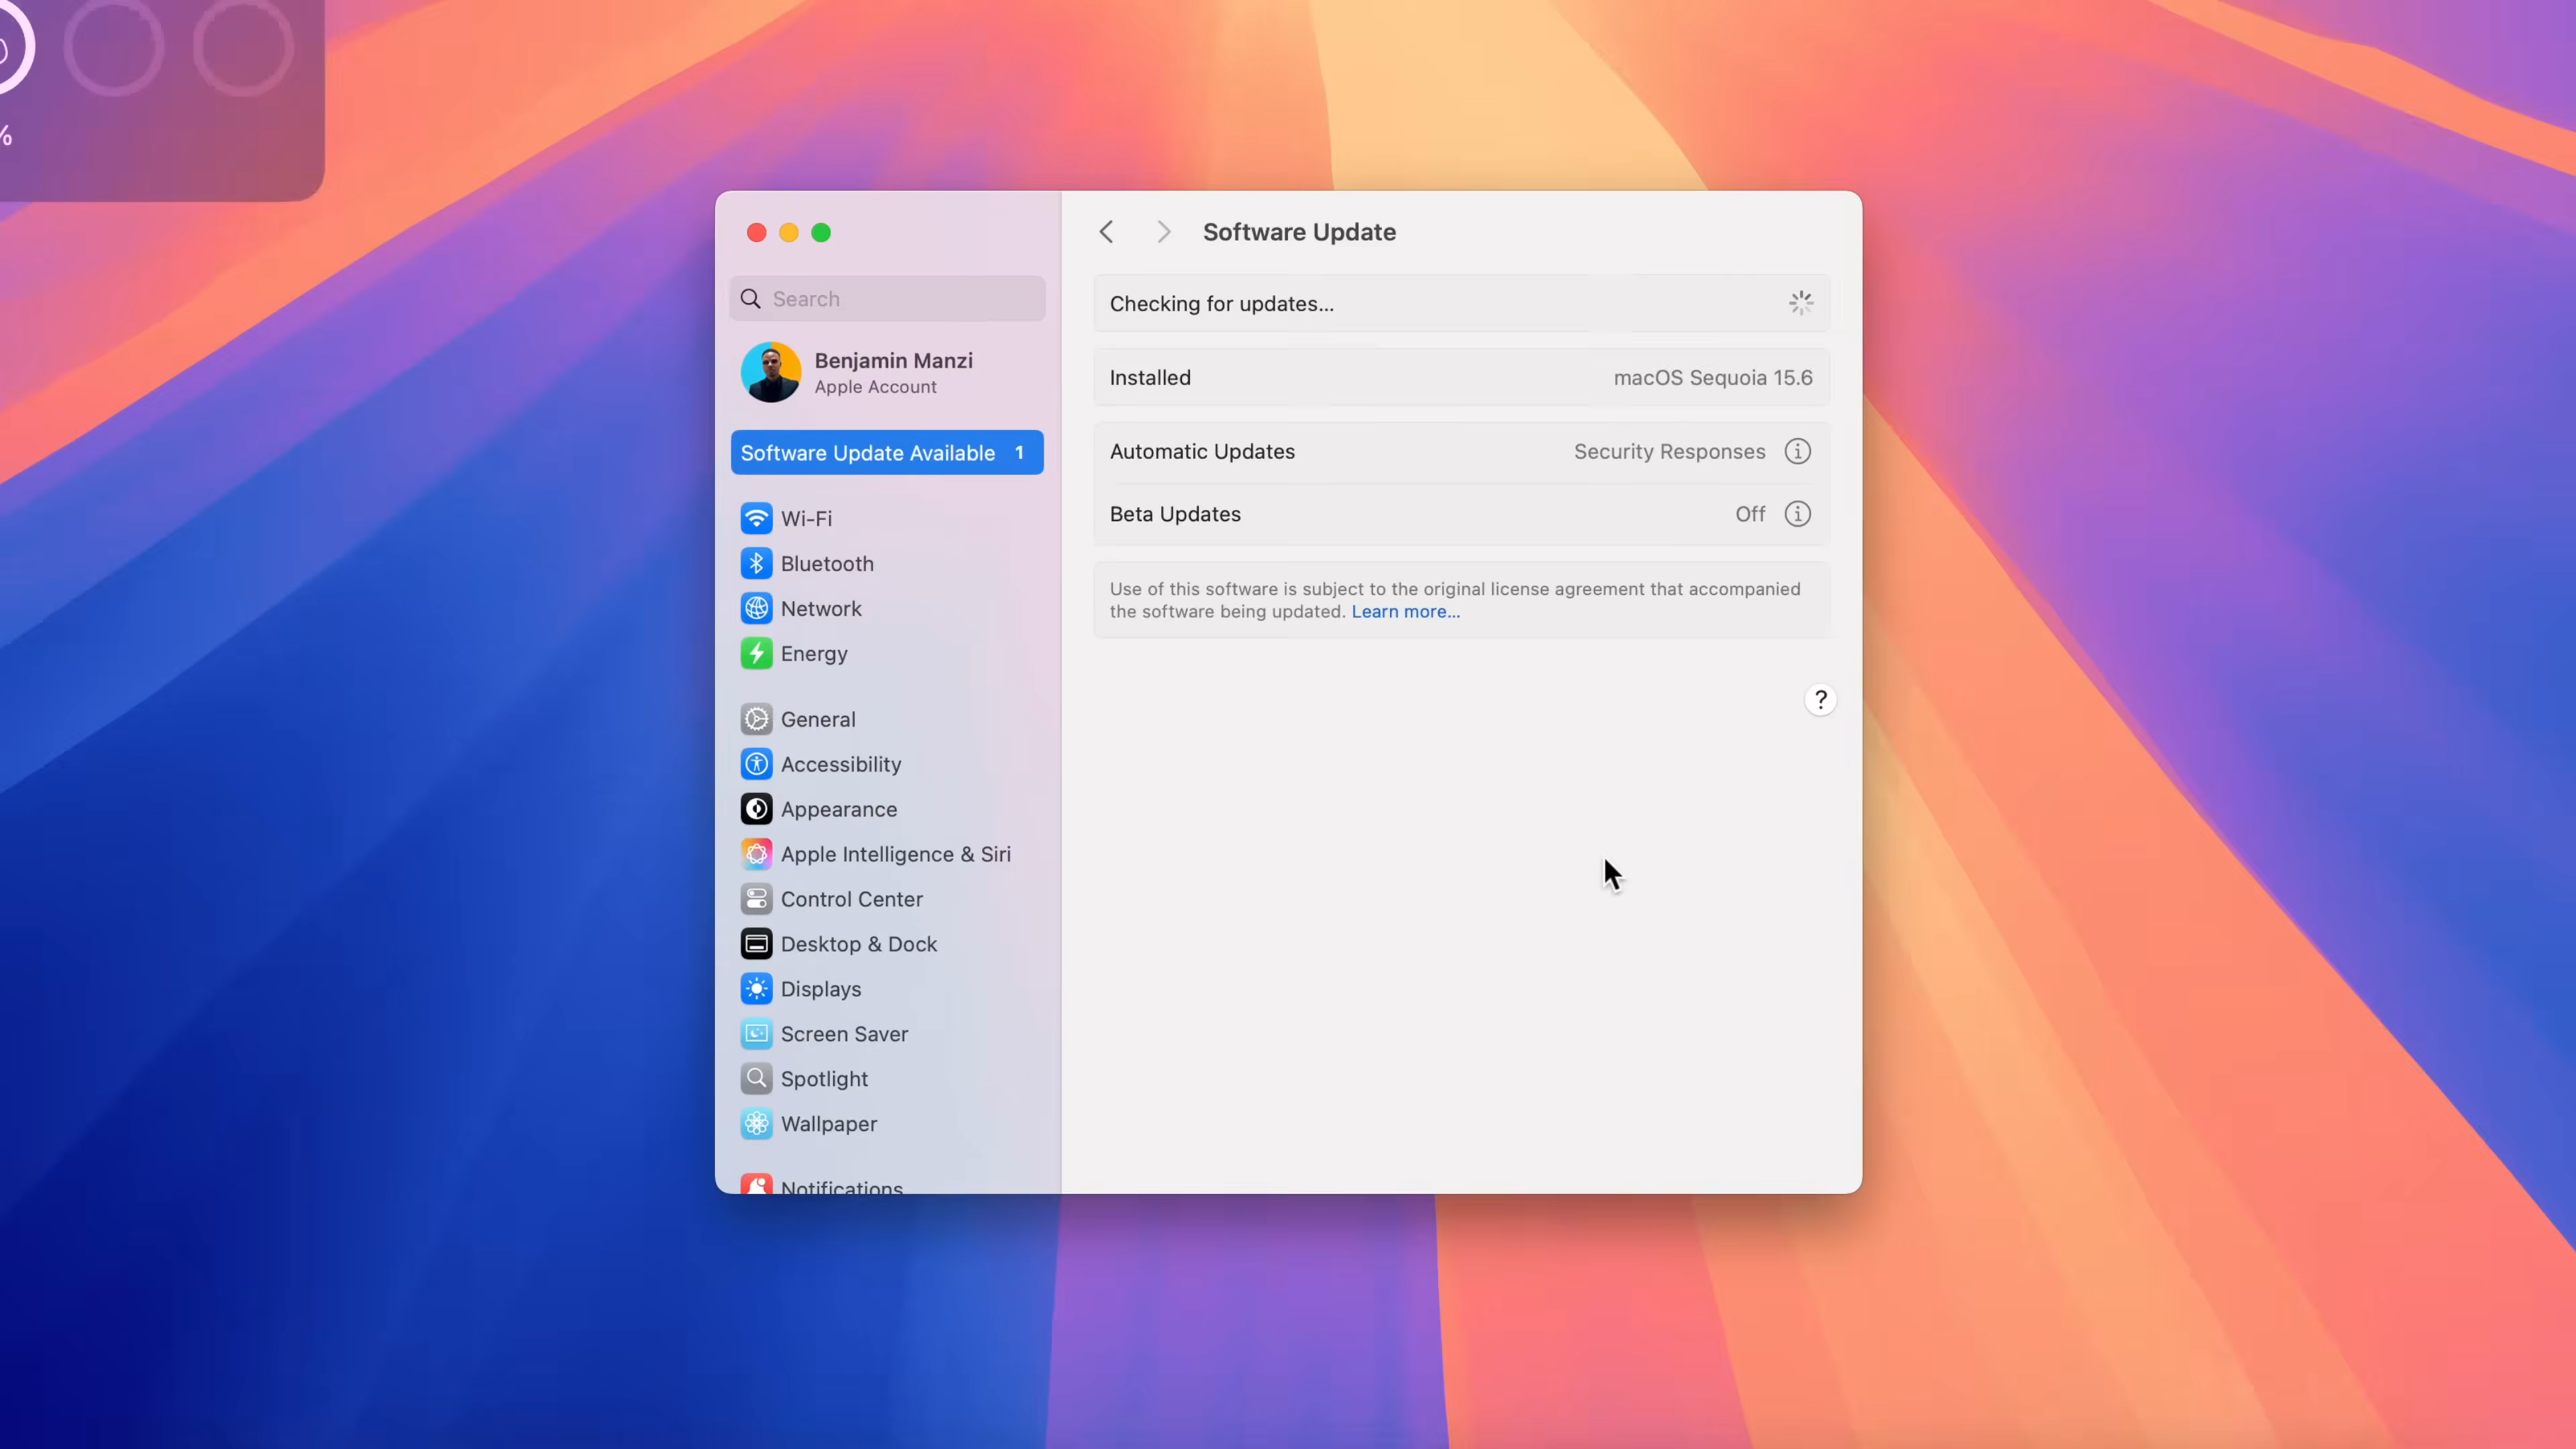 %
Search
Benjamin Manzi
Apple Account
Software Update Available 1
Wi-Fi
Bluetooth
Network
Energy
General
Accessibility
Appearance
Apple Intelligence & Siri
Control Center
Desktop & Dock
Displays
Screen Saver
Spotlight
Wallpaper
Notifications
Software Update
Checking for updates...
Installed macOS Sequoia 15.6
Automatic Updates Security Responses
Beta Updates Off
Use of this software is subject to the original license agreement that accompanied
the software being updated. Learn more...
?